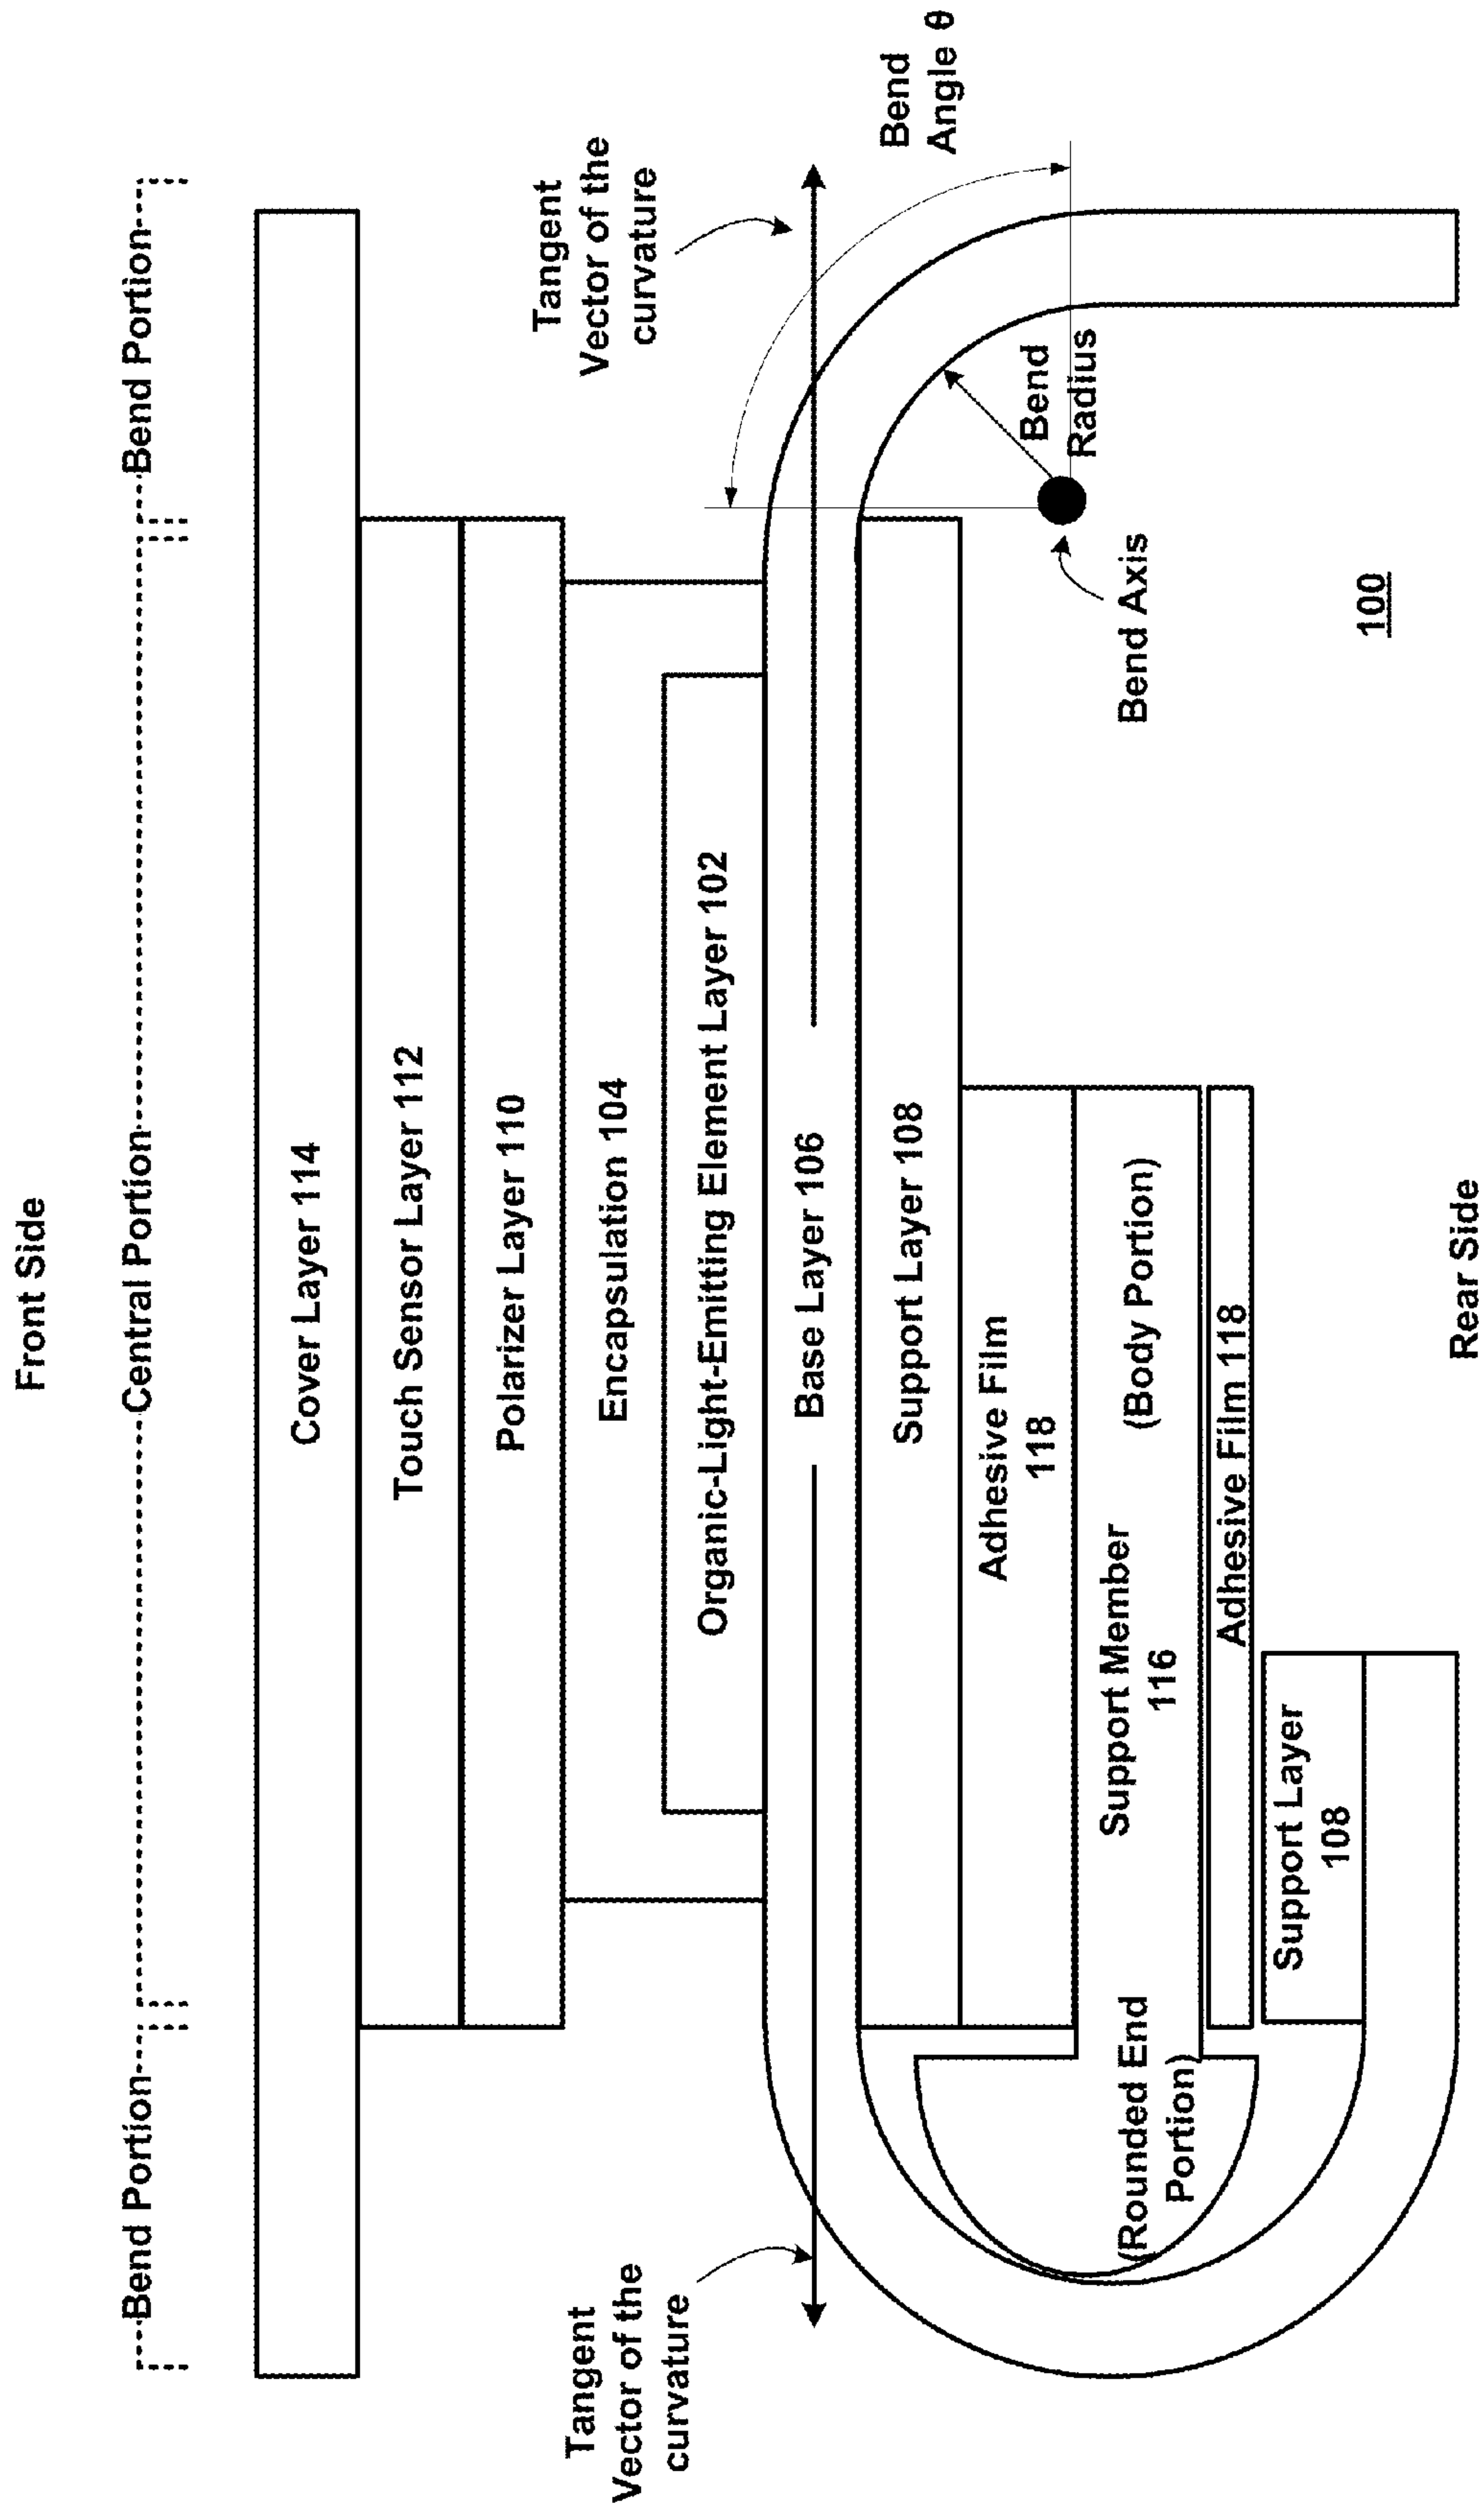 Front Side
Bend Portion
Central Portion
Bend Portion
Cover Layer 114
Touch Sensor Layer 112
Polarizer Layer 110
Encapsulation 104
Organic-Light-Emitting Element Layer 102
Tangent
Vector of the
curvature
Tangent
Vector of the
curvature
Base Layer 106
Bend
Angle θ
Support Layer 108
Adhesive Film
118
Bend
Radius
Bend Axis
(Rounded End
Portion)
Support Member
116
(Body Portion)
Adhesive Film 118
Support Layer
108
100
Rear Side